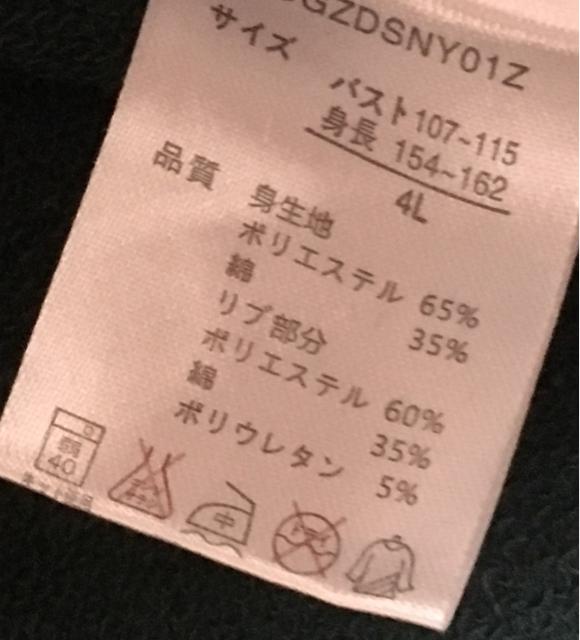 GZDSNY01Z
サイズ
バスト107~115
身長 154~162
4L
品質 身生地
ポリエステル 65%
綿 35%
リブ部分
ポリエステル 60%
綿 35%
ポリウレタン 5%
弱
40
中